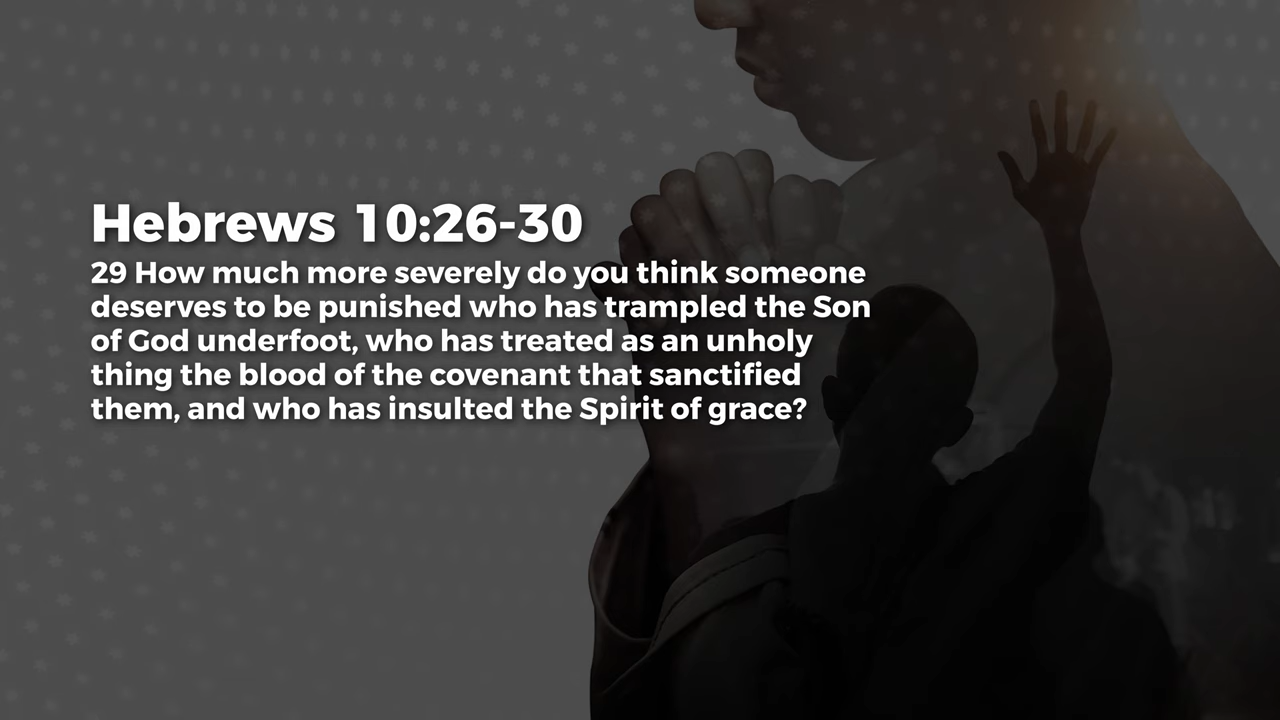 Hebrews 10:26-30
29 How much more severely do you think someone
deserves to be punished who has trampled the Son
of God underfoot, who has treated as an unholy
thing the blood of the covenant that sanctified
them, and who has insulted the Spirit of grace?